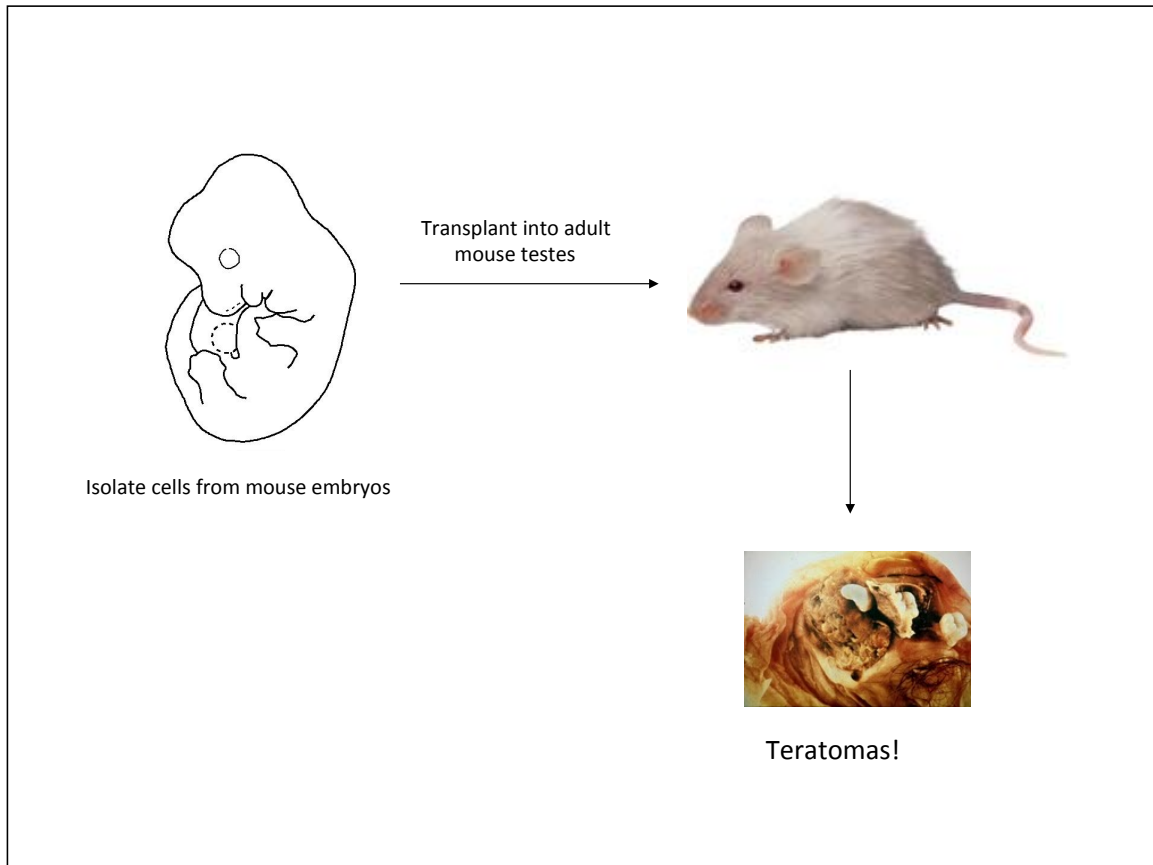 Transplant into adult
mouse testes
Isolate cells from mouse embryos
Teratomas!